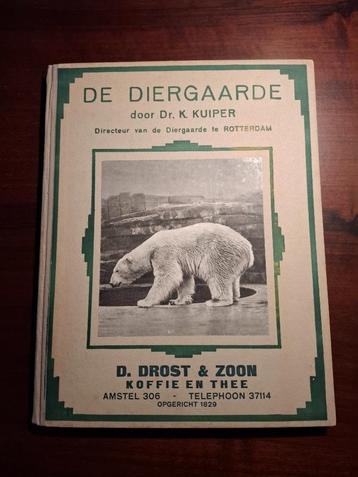 DE DIERGAARDE
door Dr. K. KUIPER
Directeur van de Diergaarde te ROTTERDAM
D. DROST & ZOON
KOFFIE EN THEE
AMSTEL 306 - TELEPHOON 37114
OPGERICHT 1829